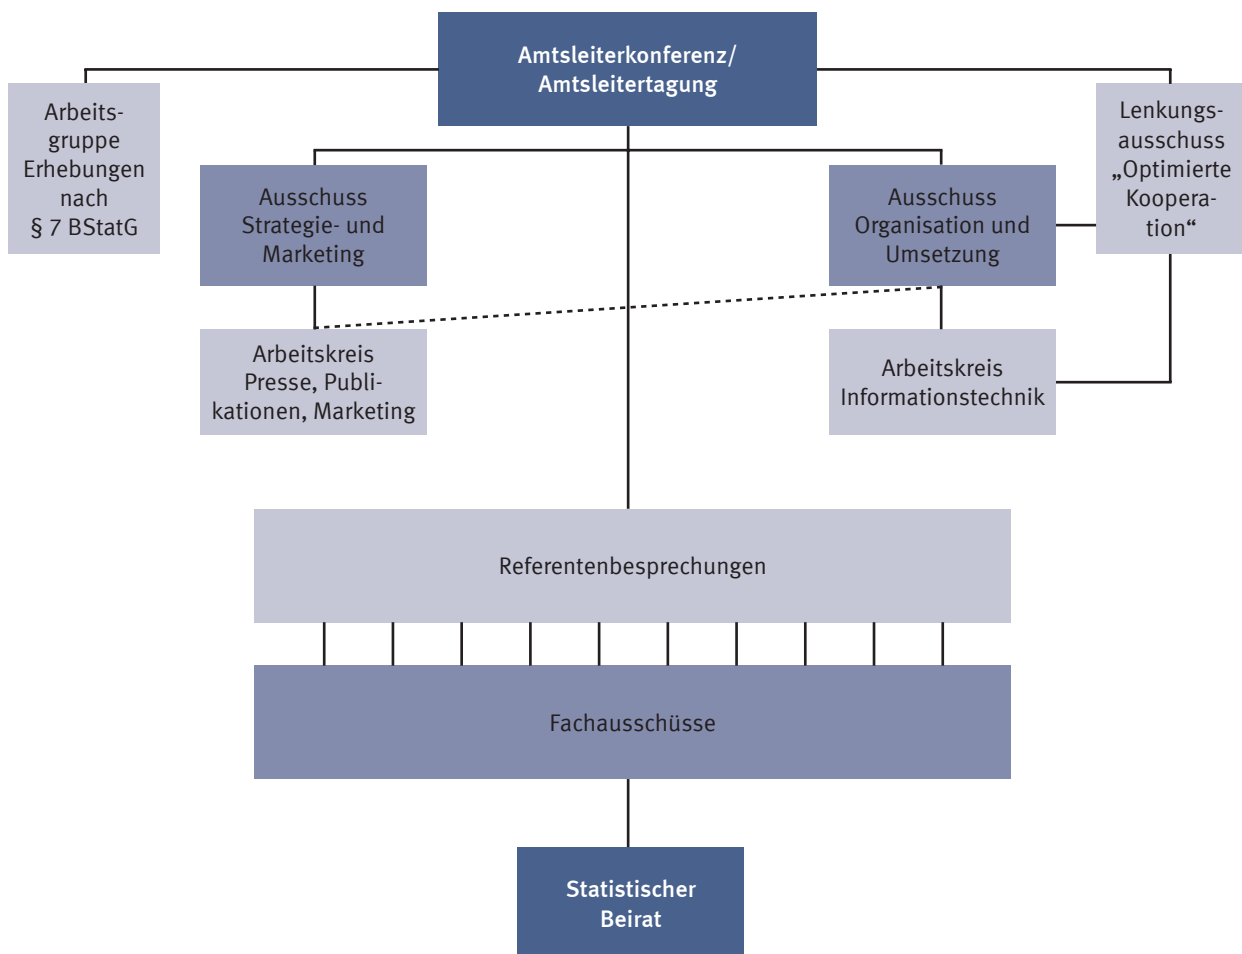 Amtsleiterkonferenz/
Amtsleitertagung
Arbeits-
gruppe
Erhebungen
nach
§ 7 BStatG
Lenkungs-
ausschuss
„Optimierte
Koopera-
tion“
Ausschuss
Strategie- und
Marketing
Ausschuss
Organisation und
Umsetzung
Arbeitskreis
Presse, Publi-
kationen, Marketing
Arbeitskreis
Informationstechnik
Referentenbesprechungen
Fachausschüsse
Statistischer
Beirat